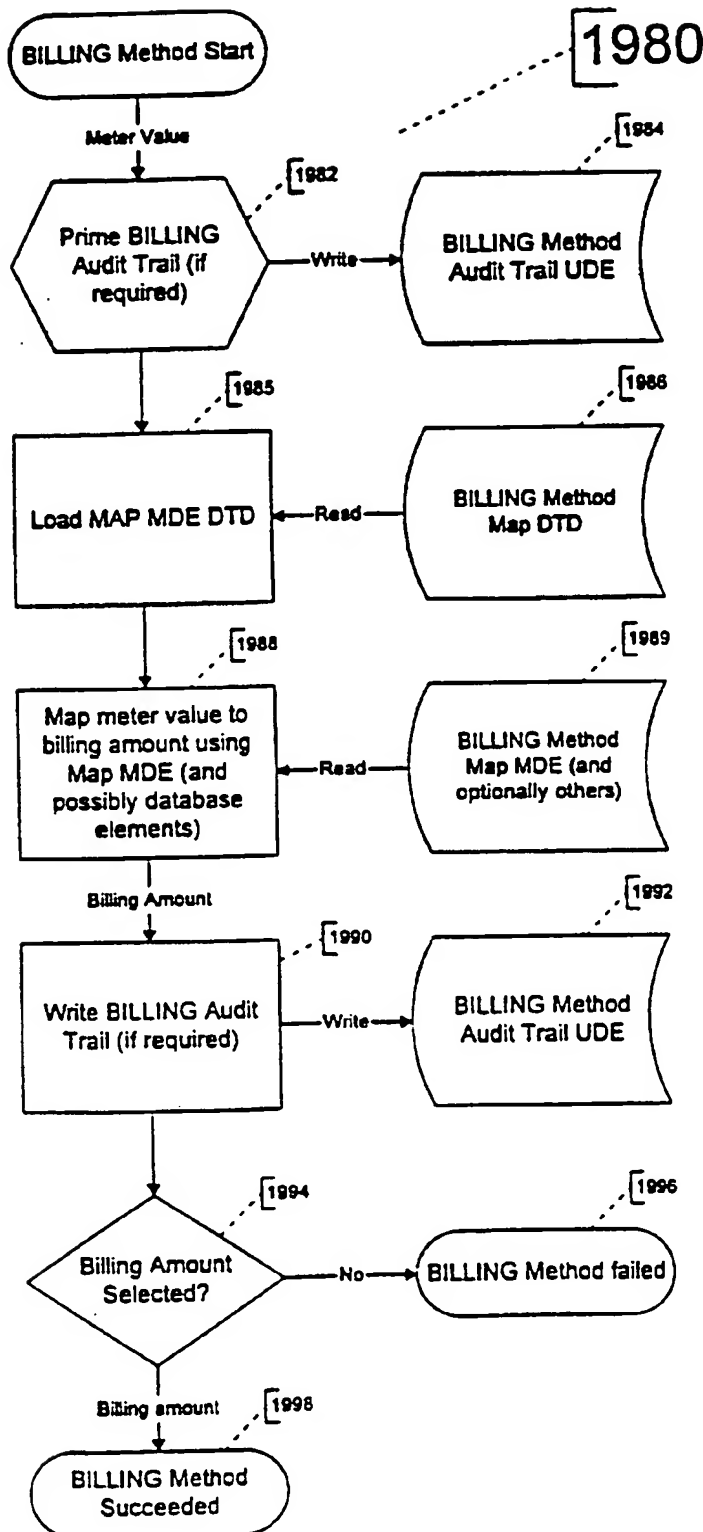 BILLING Method Start
1980
Meter Value
1982
1984
Prime BILLING
Audit Trail (if
required)
Write
BILLING Method
Audit Trail UDE
1985
1986
Load MAP MDE DTD
Read
BILLING Method
Map DTD
1988
1989
Map meter value to
billing amount using
Map MDE (and
possibly database
elements)
Read
BILLING Method
Map MDE (and
optionally others)
Billing Amount
1990
1992
Write BILLING Audit
Trail (if required)
Write
BILLING Method
Audit Trail UDE
1994
1996
Billing Amount
Selected?
No
BILLING Method failed
Billing amount
1998
BILLING Method
Succeeded